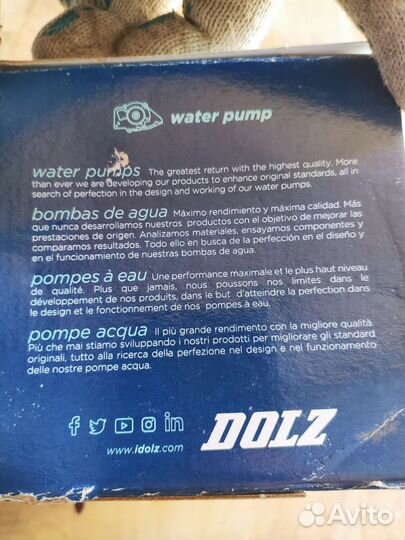 water pump
water pumps The greatest return with the highest quality. More
than ever we are developing our products to enhance original standards, all in
search of perfection in the design and working of our water pumps.
bombas de agua Máximo rendimiento y máxima calidad. Más
que nunca desarrollamos nuestros productos con el objetivo de mejorar las
prestaciones de origen. Analizamos materiales, ensayamos componentes y
comparamos resultados. Todo ello en busca de la perfección en el diseño y
en el funcionamiento de nuestras bombas de agua.
pompes à eau Une performance maximale et le plus haut niveau
de qualité. Plus que jamais, nous poussons nos limites dans le
développement de nos produits, dans le but d'atteindre la perfection dans
le design et le fonctionnement de nos pompes à eau.
pompe acqua Il più grande rendimento con la migliore qualità.
Più che mai stiamo sviluppando i nostri prodotti per migliorare gli standard
originali, tutto alla ricerca della perfezione nel design e nel funzionamento
delle nostre pompe acqua.
www.idolz.com
DOLZ
Avito